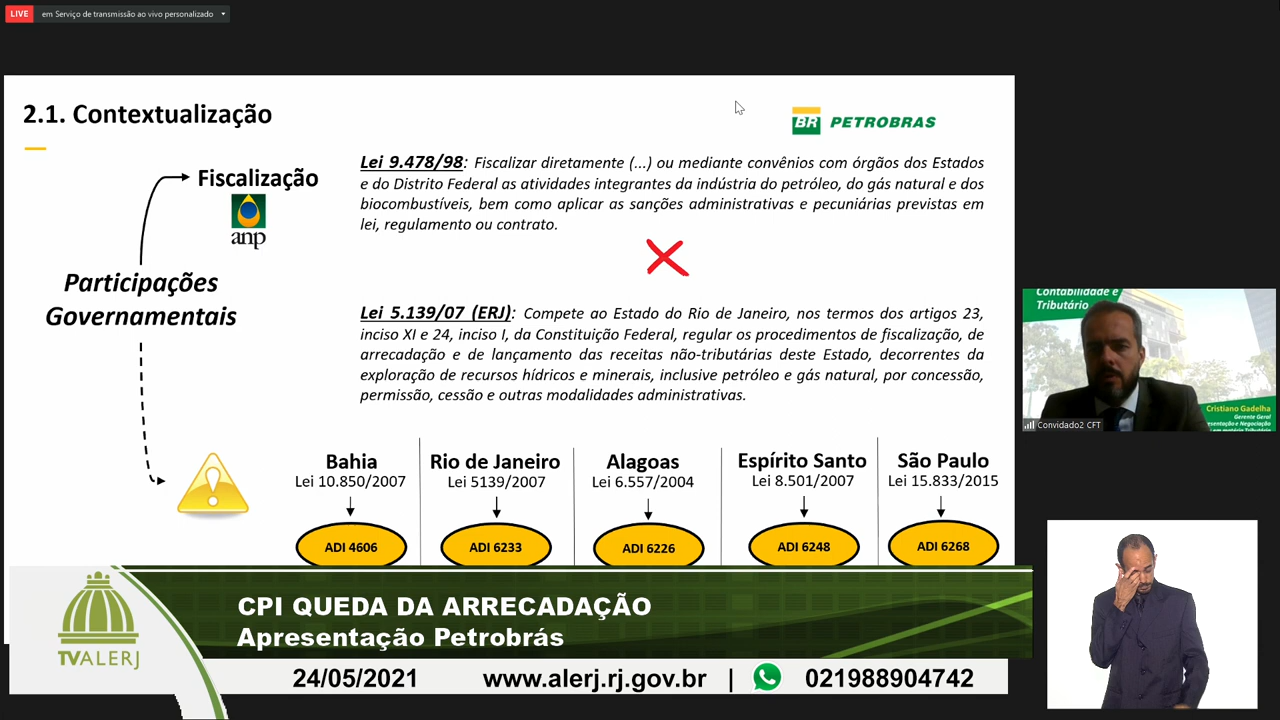 LIVE em Serviço de transmissão ao vivo personalizado
2.1. Contextualização
BR PETROBRAS
Fiscalização
anp
Participações
Governamentais
Lei 9.478/98: Fiscalizar diretamente (...) ou mediante convênios com órgãos dos Estados
e do Distrito Federal as atividades integrantes da indústria do petróleo, do gás natural e dos
biocombustíveis, bem como aplicar as sanções administrativas e pecuniárias previstas em
lei, regulamento ou contrato.
Lei 5.139/07 (ERJ): Compete ao Estado do Rio de Janeiro, nos termos dos artigos 23,
inciso XI e 24, inciso I, da Constituição Federal, regular os procedimentos de fiscalização, de
arrecadação e de lançamento das receitas não-tributárias deste Estado, decorrentes da
exploração de recursos hídricos e minerais, inclusive petróleo e gás natural, por concessão,
permissão, cessão e outras modalidades administrativas.
Bahia
Lei 10.850/2007
ADI 4606
Rio de Janeiro
Lei 5139/2007
ADI 6233
Alagoas
Lei 6.557/2004
ADI 6226
Espírito Santo
Lei 8.501/2007
ADI 6248
São Paulo
Lei 15.833/2015
ADI 6268
Contabilidade e
Tributário
Cristiano Gadelha
Gerente Geral
esentação e Negociação
em matéria Tributária
Convidado2 CFT
TVALERJ
CPI QUEDA DA ARRECADAÇÃO
Apresentação Petrobrás
24/05/2021 www.alerj.rj.gov.br | 021988904742